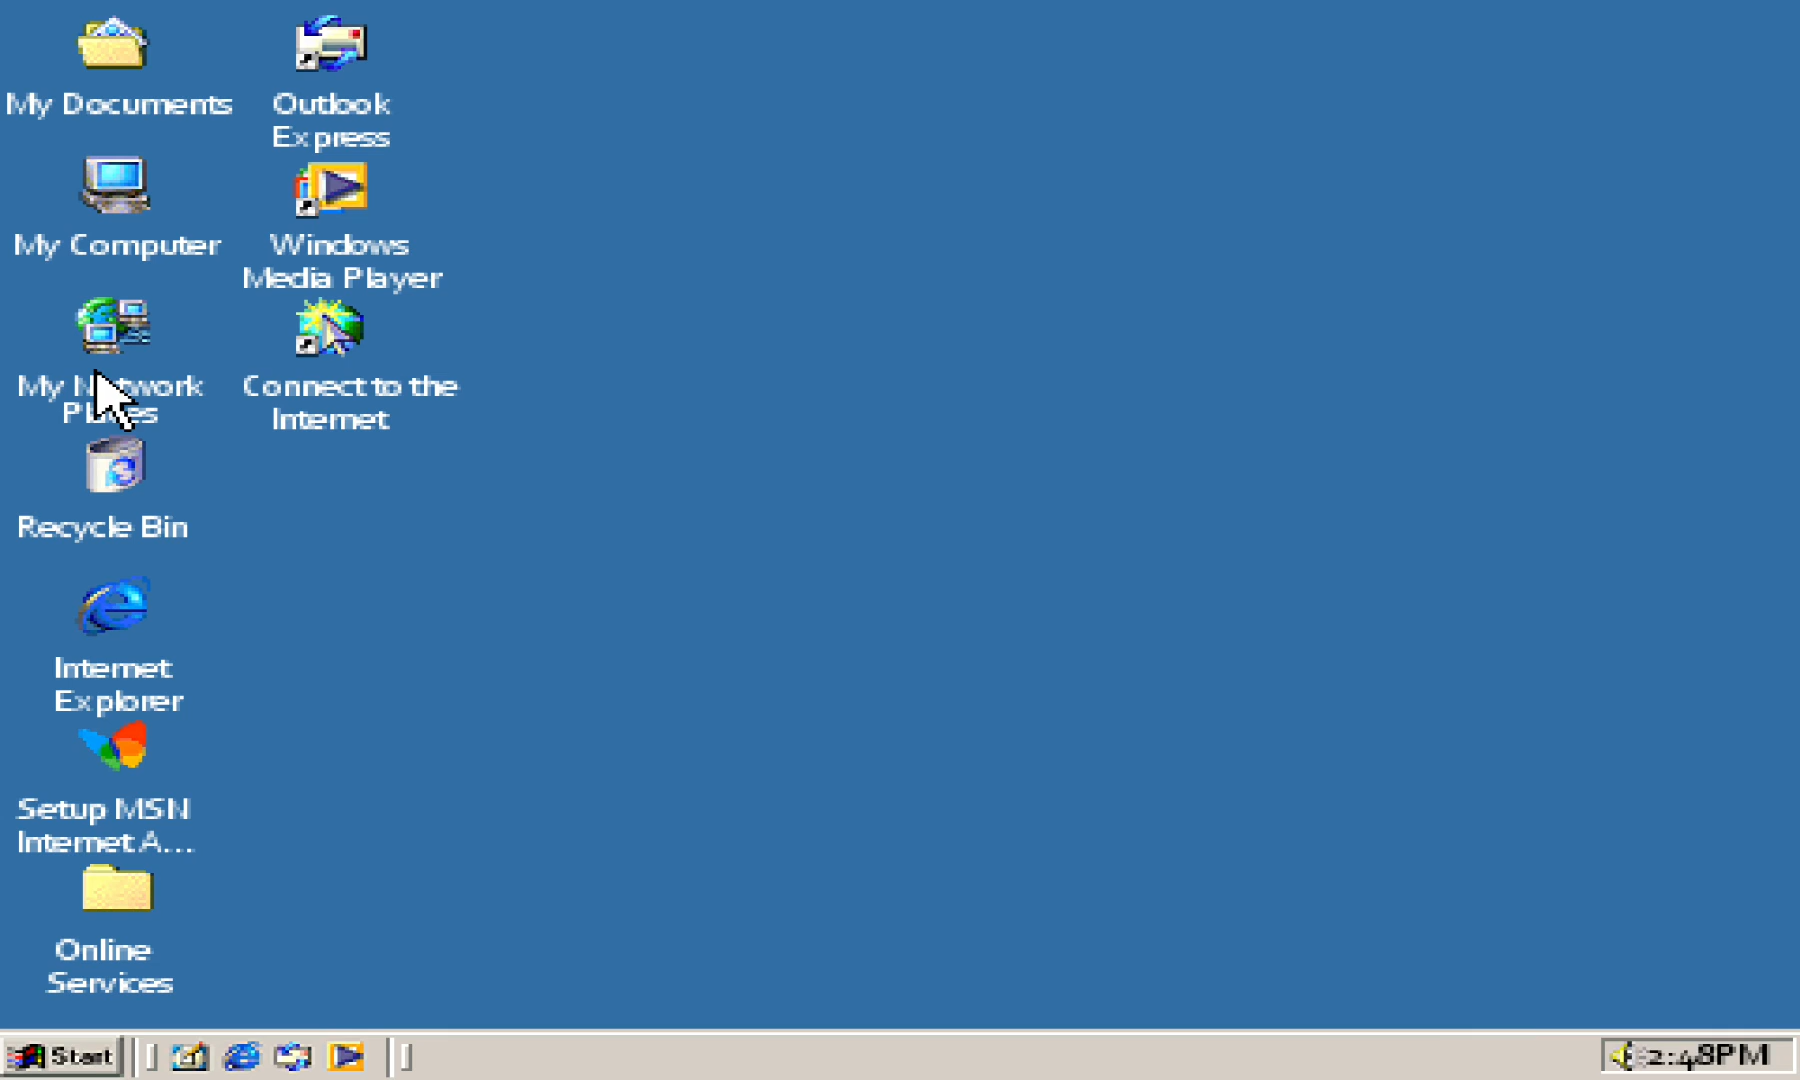 My Documents
Outlook
Express
My Computer
Windows
Media Player
My Network
Places
Connect to the
Internet
Recycle Bin
Internet
Explorer
Setup MSN
Internet A...
Online
Services
Start
2:48PM